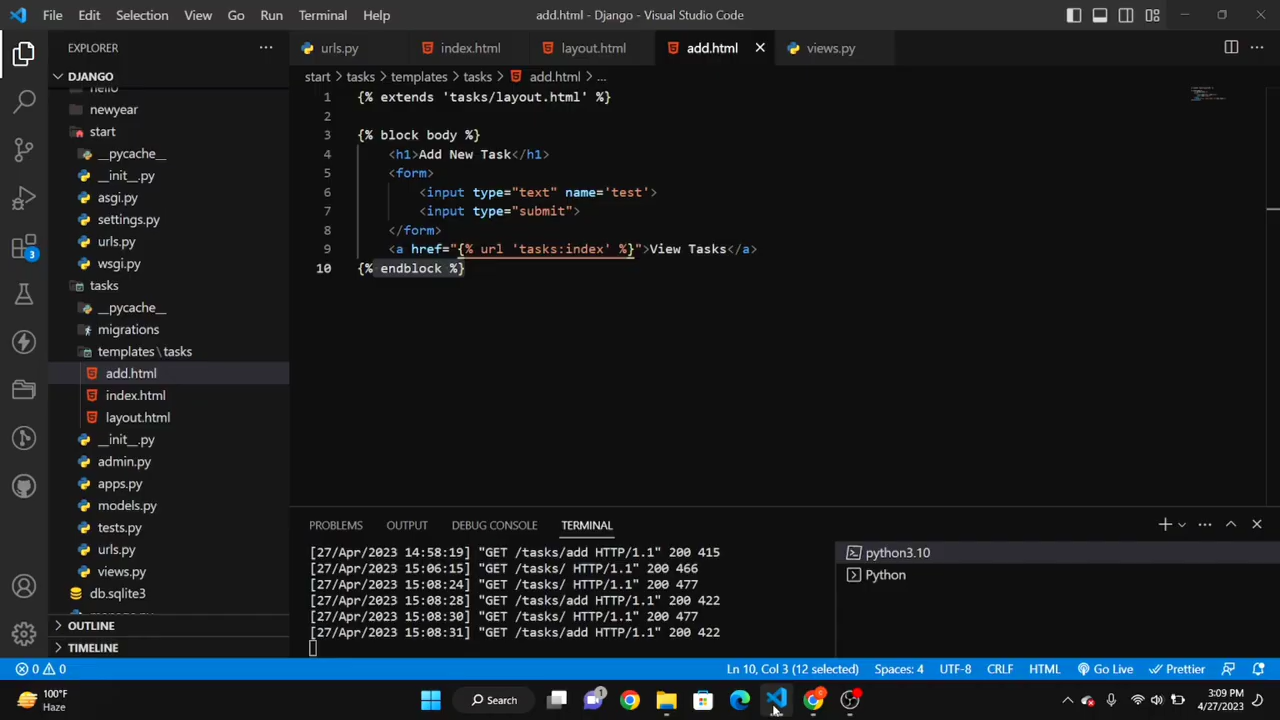 File Edit Selection View Go Run Terminal Help add.html - Django - Visual Studio Code
EXPLORER
DJANGO
newyear
start
__pycache__
__init__.py
asgi.py
settings.py
urls.py
wsgi.py
tasks
__pycache__
migrations
templates\tasks
add.html
index.html
layout.html
__init__.py
admin.py
apps.py
models.py
tests.py
urls.py
views.py
db.sqlite3
OUTLINE
TIMELINE
3
urls.py index.html layout.html add.html views.py
start > tasks > templates > tasks > add.html > ...
1 {% extends 'tasks/layout.html' %}
2
3 {% block body %}
4 <h1>Add New Task</h1>
5 <form>
6 <input type="text" name='test'>
7 <input type="submit">
8 </form>
9 <a href="{% url 'tasks:index' %}">View Tasks</a>
10 {% endblock %}
PROBLEMS OUTPUT DEBUG CONSOLE TERMINAL
[27/Apr/2023 14:58:19] "GET /tasks/add HTTP/1.1" 200 415
[27/Apr/2023 15:06:15] "GET /tasks/ HTTP/1.1" 200 466
[27/Apr/2023 15:08:24] "GET /tasks/ HTTP/1.1" 200 477
[27/Apr/2023 15:08:28] "GET /tasks/add HTTP/1.1" 200 422
[27/Apr/2023 15:08:30] "GET /tasks/ HTTP/1.1" 200 477
[27/Apr/2023 15:08:31] "GET /tasks/add HTTP/1.1" 200 422
python3.10
Python
0 0 Ln 10, Col 3 (12 selected) Spaces: 4 UTF-8 CRLF HTML Go Live Prettier
100°F
Haze
Search
1
3:09 PM
4/27/2023